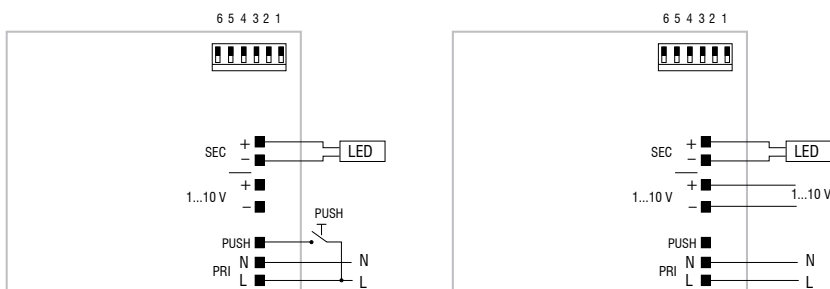 6 5 4 3 2 1
SEC + LED
−
+
1...10 V
−
PUSH
PUSH
N N
PRI
L L
6 5 4 3 2 1
SEC + LED
−
+
1...10 V 1...10 V
−
PUSH
N N
PRI
L L